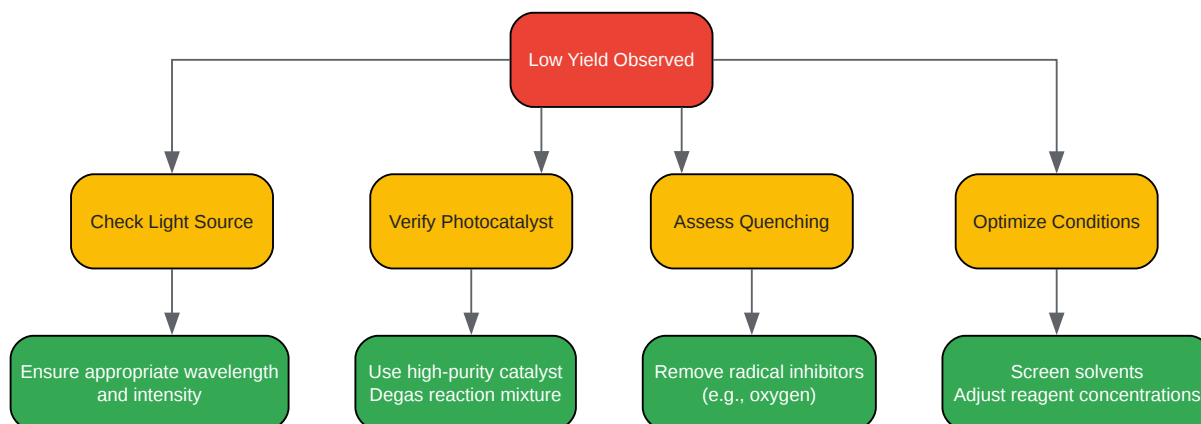 Low Yield Observed
Check Light Source
Verify Photocatalyst
Assess Quenching
Optimize Conditions
Ensure appropriate wavelength
and intensity
Use high-purity catalyst
Degas reaction mixture
Remove radical inhibitors
(e.g., oxygen)
Screen solvents
Adjust reagent concentrations